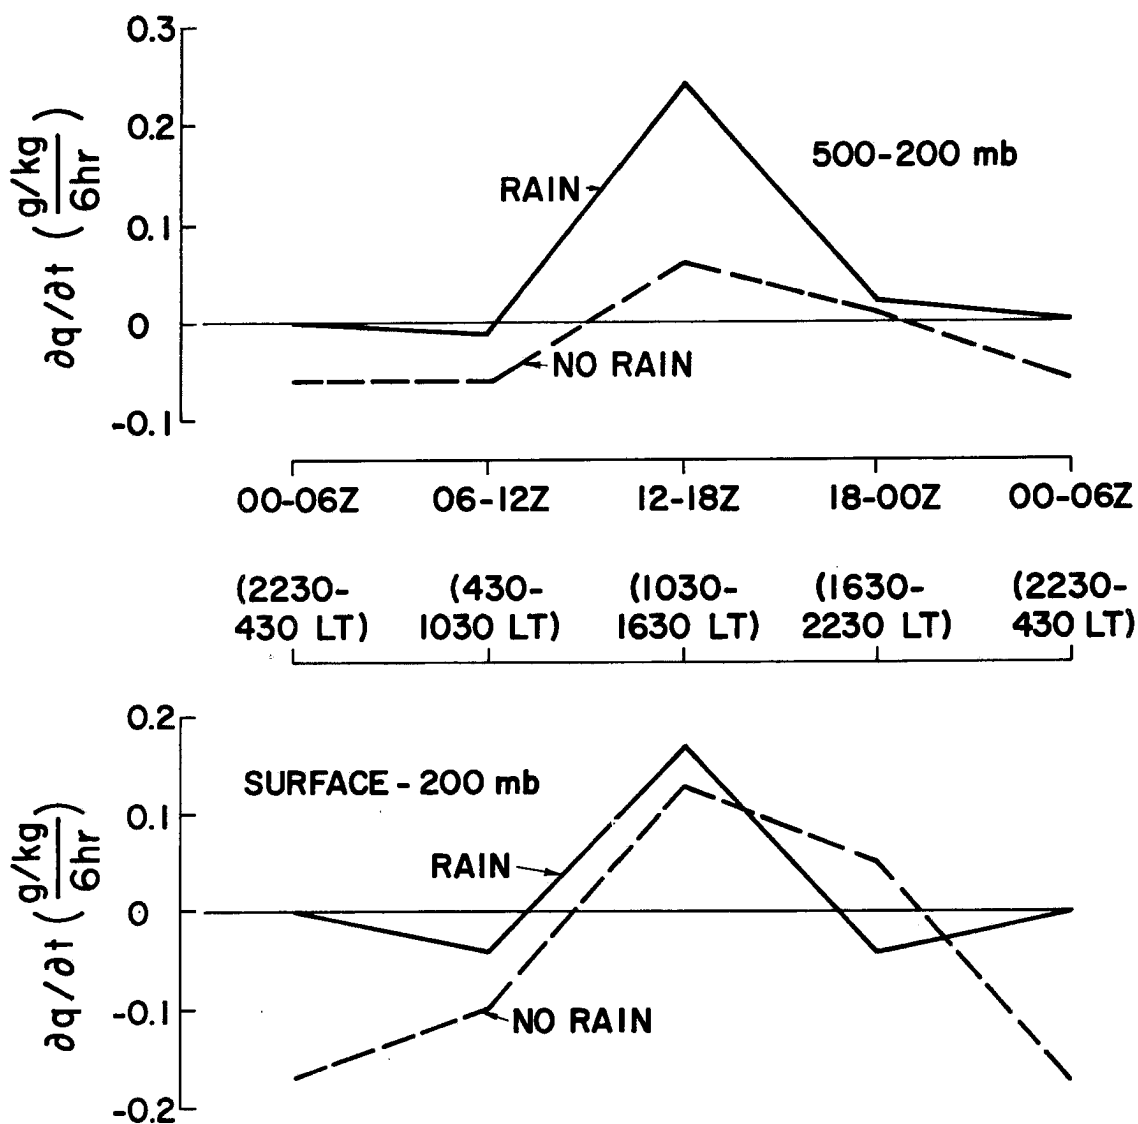 0.3
0.2
0.1
0
-0.1
∂q/∂t (g/kg / 6hr)
500-200 mb
RAIN
NO RAIN
00-06Z 06-12Z 12-18Z 18-00Z 00-06Z
(2230- (430- (1030- (1630- (2230-
430 LT) 1030 LT) 1630 LT) 2230 LT) 430 LT)
0.2
0.1
0
-0.1
-0.2
∂q/∂t (g/kg / 6hr)
SURFACE - 200 mb
RAIN
NO RAIN